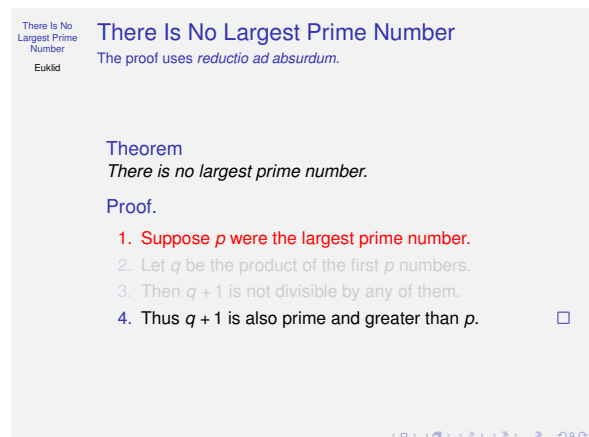 There Is No
Largest Prime
Number
Euklid
There Is No Largest Prime Number
The proof uses reductio ad absurdum.
Theorem
There is no largest prime number.
Proof.
1. Suppose p were the largest prime number.
2. Let q be the product of the first p numbers.
3. Then q + 1 is not divisible by any of them.
4. Thus q + 1 is also prime and greater than p.